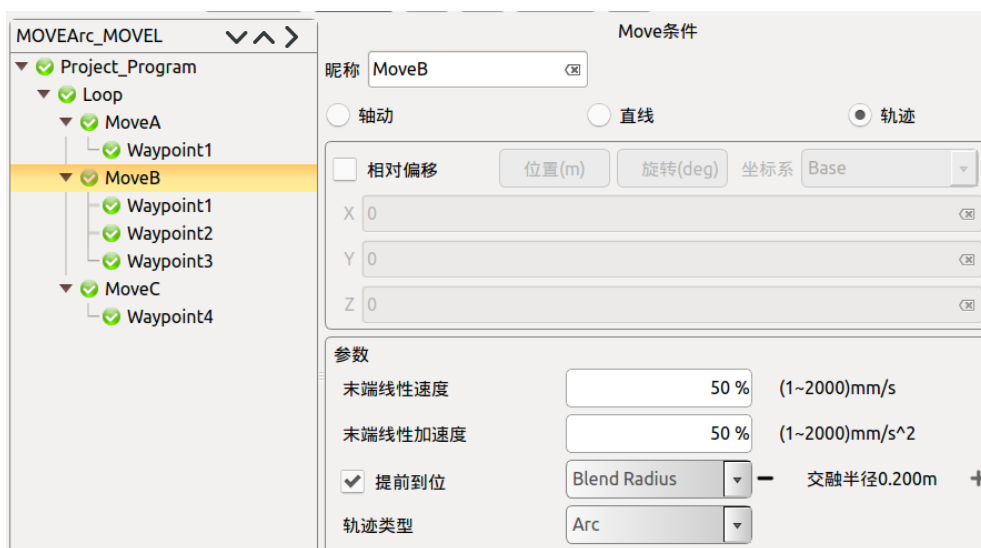 MOVEArc_MOVEL
Project_Program
Loop
MoveA
Waypoint1
MoveB
Waypoint1
Waypoint2
Waypoint3
MoveC
Waypoint4
Move条件
昵称 MoveB
轴动 直线 轨迹
相对偏移 位置(m) 旋转(deg) 坐标系 Base
X 0
Y 0
Z 0
参数
末端线性速度 50 % (1~2000)mm/s
末端线性加速度 50 % (1~2000)mm/s^2
提前到位 Blend Radius − 交融半径0.200m +
轨迹类型 Arc